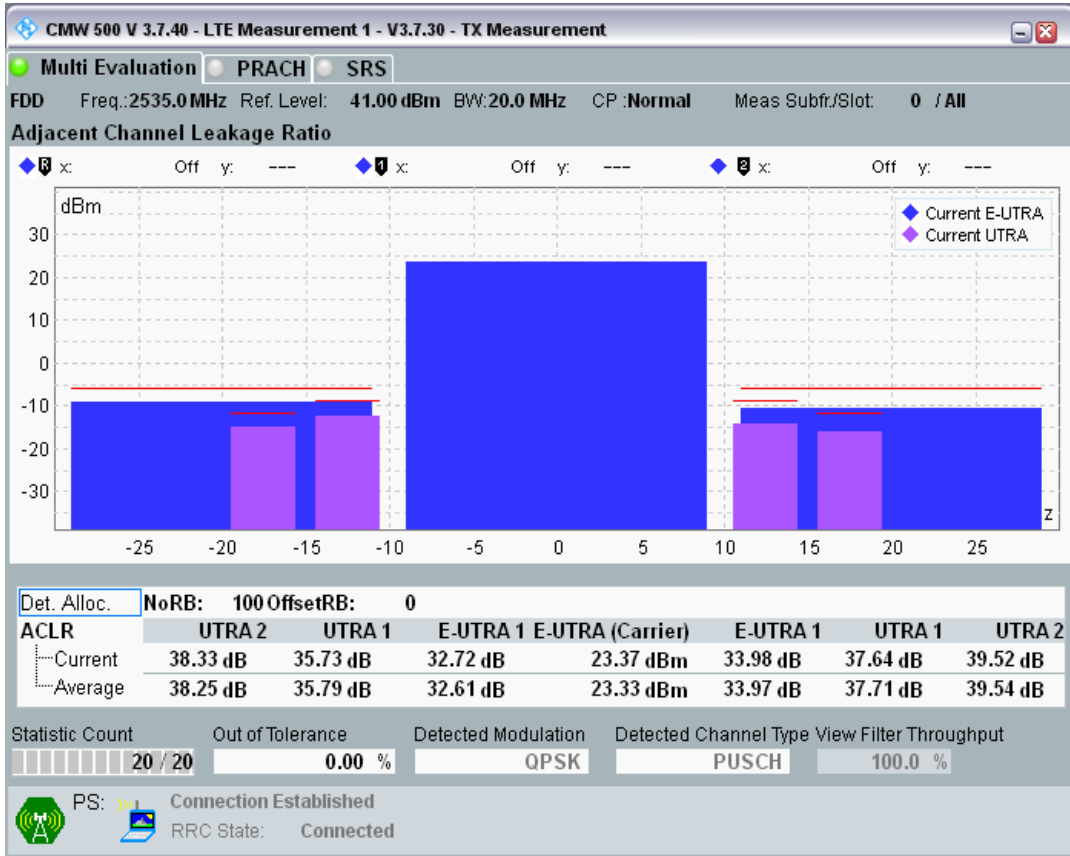 CMW 500 V 3.7.40 - LTE Measurement 1 - V3.7.30 - TX Measurement
Multi Evaluation PRACH SRS
FDD Freq.:2535.0 MHz Ref. Level: 41.00 dBm BW:20.0 MHz CP :Normal Meas Subfr./Slot: 0 / All
Adjacent Channel Leakage Ratio
R x: Off y: --- 1 x: Off y: --- 2 x: Off y: ---
dBm
Current E-UTRA
Current UTRA
30
20
10
0
-10
-20
-30
z
-25 -20 -15 -10 -5 0 5 10 15 20 25
Det. Alloc. NoRB: 100 OffsetRB: 0
ACLR UTRA 2 UTRA 1 E-UTRA 1 E-UTRA (Carrier) E-UTRA 1 UTRA 1 UTRA 2
Current 38.33 dB 35.73 dB 32.72 dB 23.37 dBm 33.98 dB 37.64 dB 39.52 dB
Average 38.25 dB 35.79 dB 32.61 dB 23.33 dBm 33.97 dB 37.71 dB 39.54 dB
Statistic Count Out of Tolerance Detected Modulation Detected Channel Type View Filter Throughput
20 / 20 0.00 % QPSK PUSCH 100.0 %
PS: Connection Established
RRC State: Connected